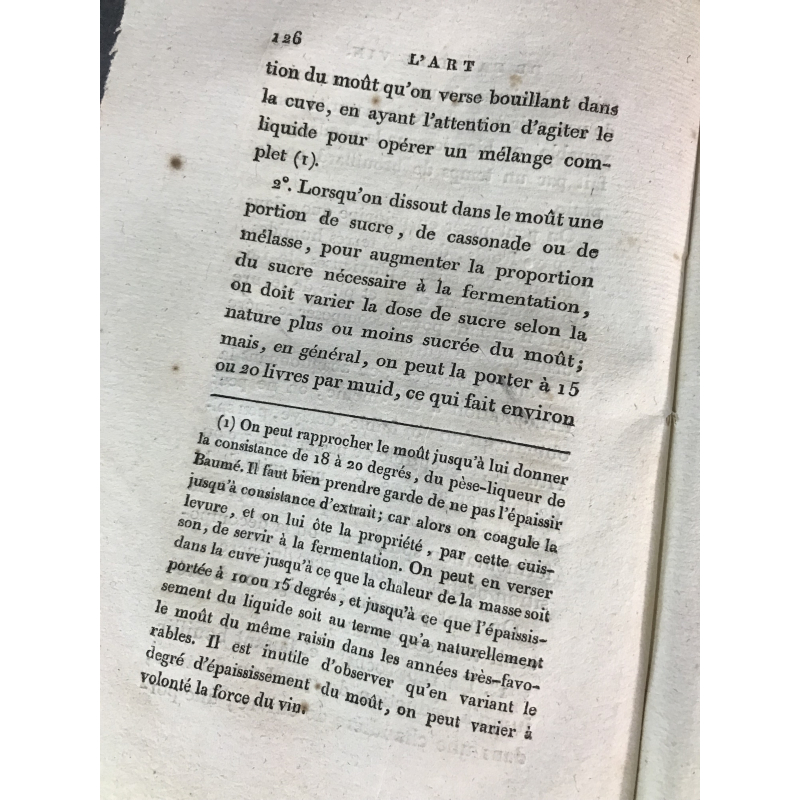 126
L'ART
tion du moût qu'on verse bouillant dans
la cuve, en ayant l'attention d'agiter le
liquide pour opérer un mélange com-
plet (1).
2°. Lorsqu'on dissout dans le moût une
portion de sucre, de cassonade ou de
mélasse, pour augmenter la proportion
du sucre nécessaire à la fermentation,
on doit varier la dose de sucre selon la
nature plus ou moins sucrée du moût;
mais, en général, on peut la porter à 15
ou 20 livres par muid, ce qui fait environ
(1) On peut rapprocher le moût jusqu'à lui donner
la consistance de 18 à 20 degrés, du pèse-liqueur de
Baumé. Il faut bien prendre garde de ne pas l'épaissir
jusqu'à consistance d'extrait; car alors on coagule la
levure, et on lui ôte la propriété, par cette cuis-
son, de servir à la fermentation. On peut en verser
dans la cuve jusqu'à ce que la chaleur de la masse soit
portée à 10 ou 15 degrés, et jusqu'à ce que l'épaissis-
sement du liquide soit au terme qu'a naturellement
le moût du même raisin dans les années très-favo-
rables. Il est inutile d'observer qu'en variant le
degré d'épaississement du moût, on peut varier à
volonté la force du vin.